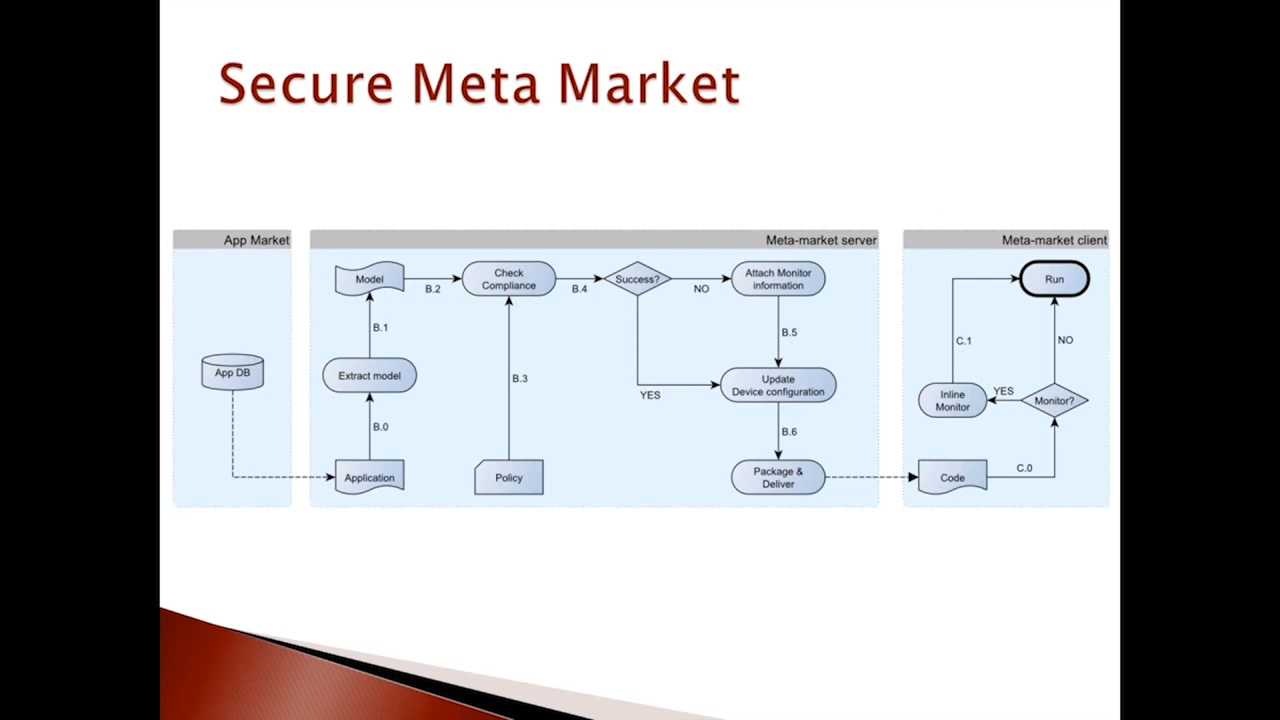 Secure Meta Market
App Market
App DB
Meta-market server
Model
B.2
Check
Compliance
B.4
Success?
NO
Attach Monitor
information
B.1
B.3
B.5
Extract model
YES
Update
Device configuration
B.0
B.6
Application
Policy
Package &
Deliver
Meta-market client
Run
C.1
NO
Inline
Monitor
YES
Monitor?
Code
C.0